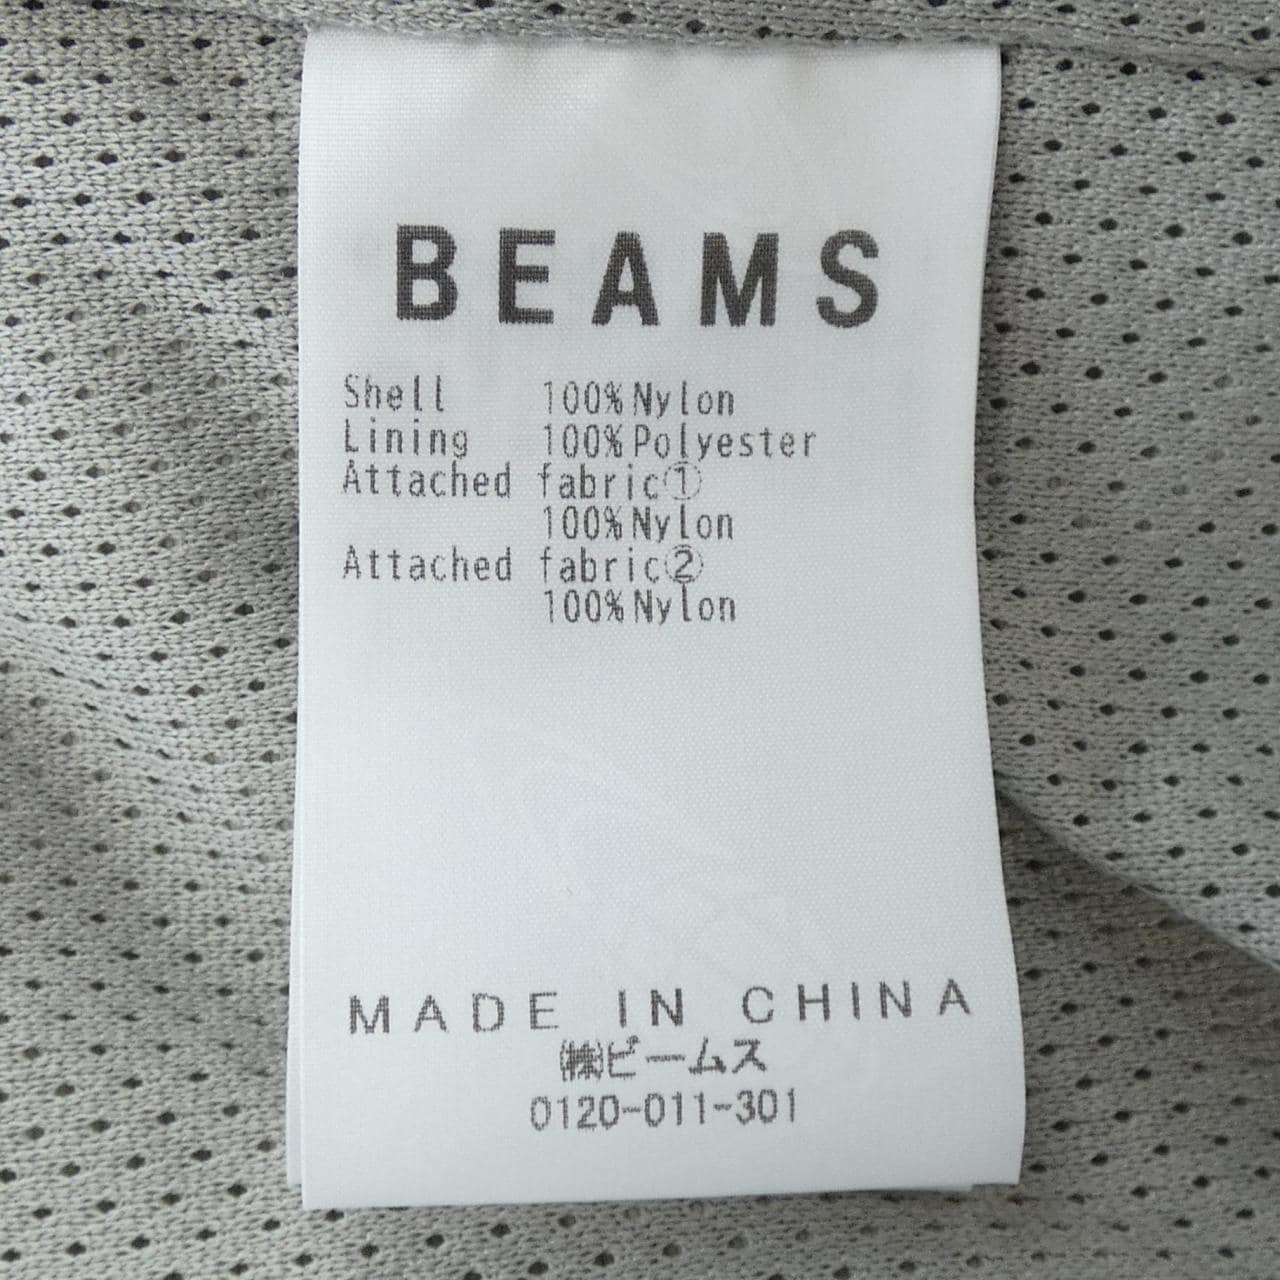 BEAMS
Shell 100%Nylon
Lining 100%Polyester
Attached fabric①
100%Nylon
Attached fabric②
100%Nylon
MADE IN CHINA
㈱ビームス
0120-011-301